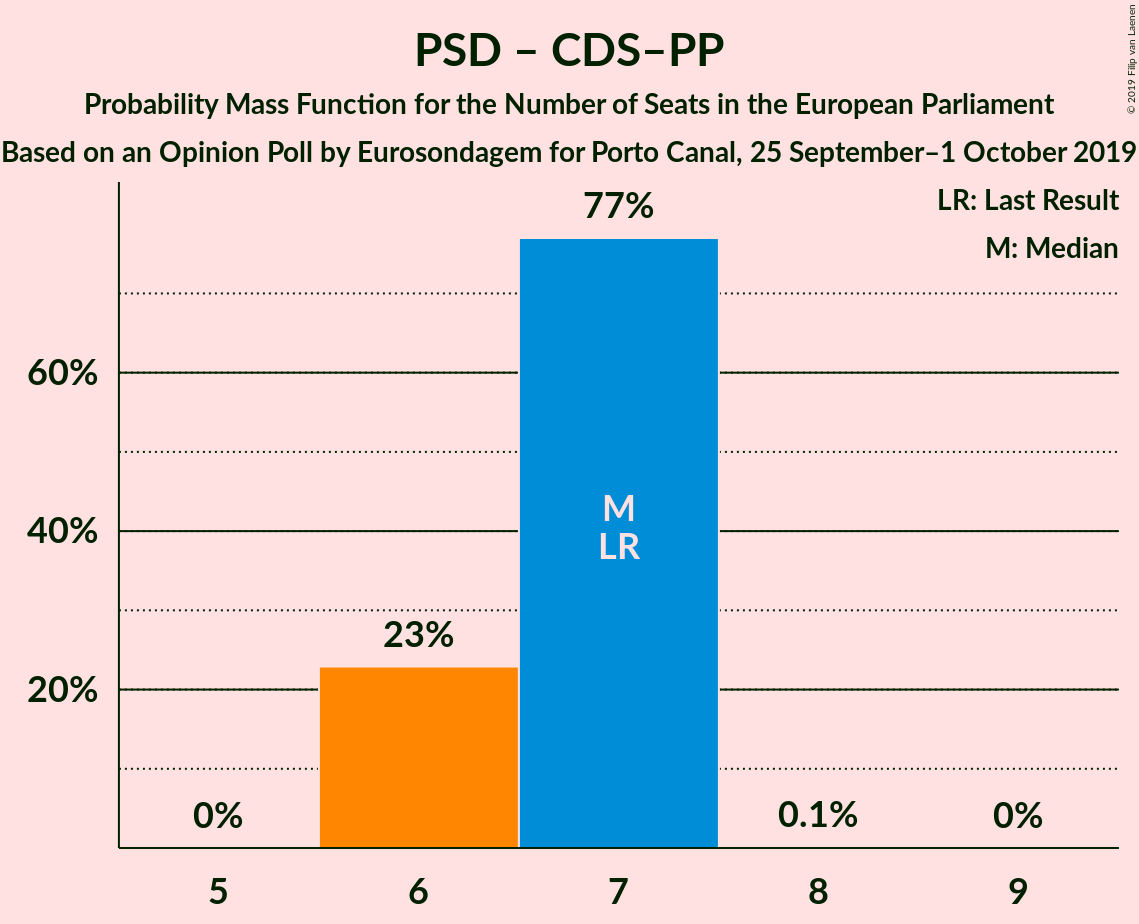 PSD – CDS–PP
Probability Mass Function for the Number of Seats in the European Parliament
Based on an Opinion Poll by Eurosondagem for Porto Canal, 25 September–1 October 2019
© 2019 Filip van Laenen
LR: Last Result
M: Median
77%
60%
M
40%
LR
23%
20%
0%
0.1%
0%
5
6
7
8
9